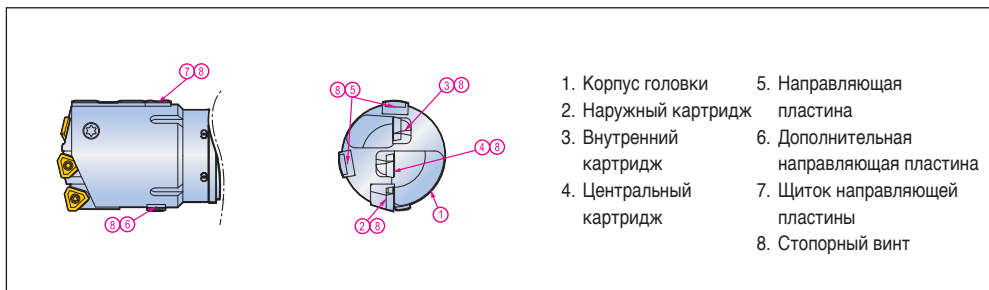 7 8
8 6
8 5
3 8
4 8
2 8
1
1. Корпус головки
2. Наружный картридж
3. Внутренний
картридж
4. Центральный
картридж
5. Направляющая
пластина
6. Дополнительная
направляющая пластина
7. Щиток направляющей
пластины
8. Стопорный винт